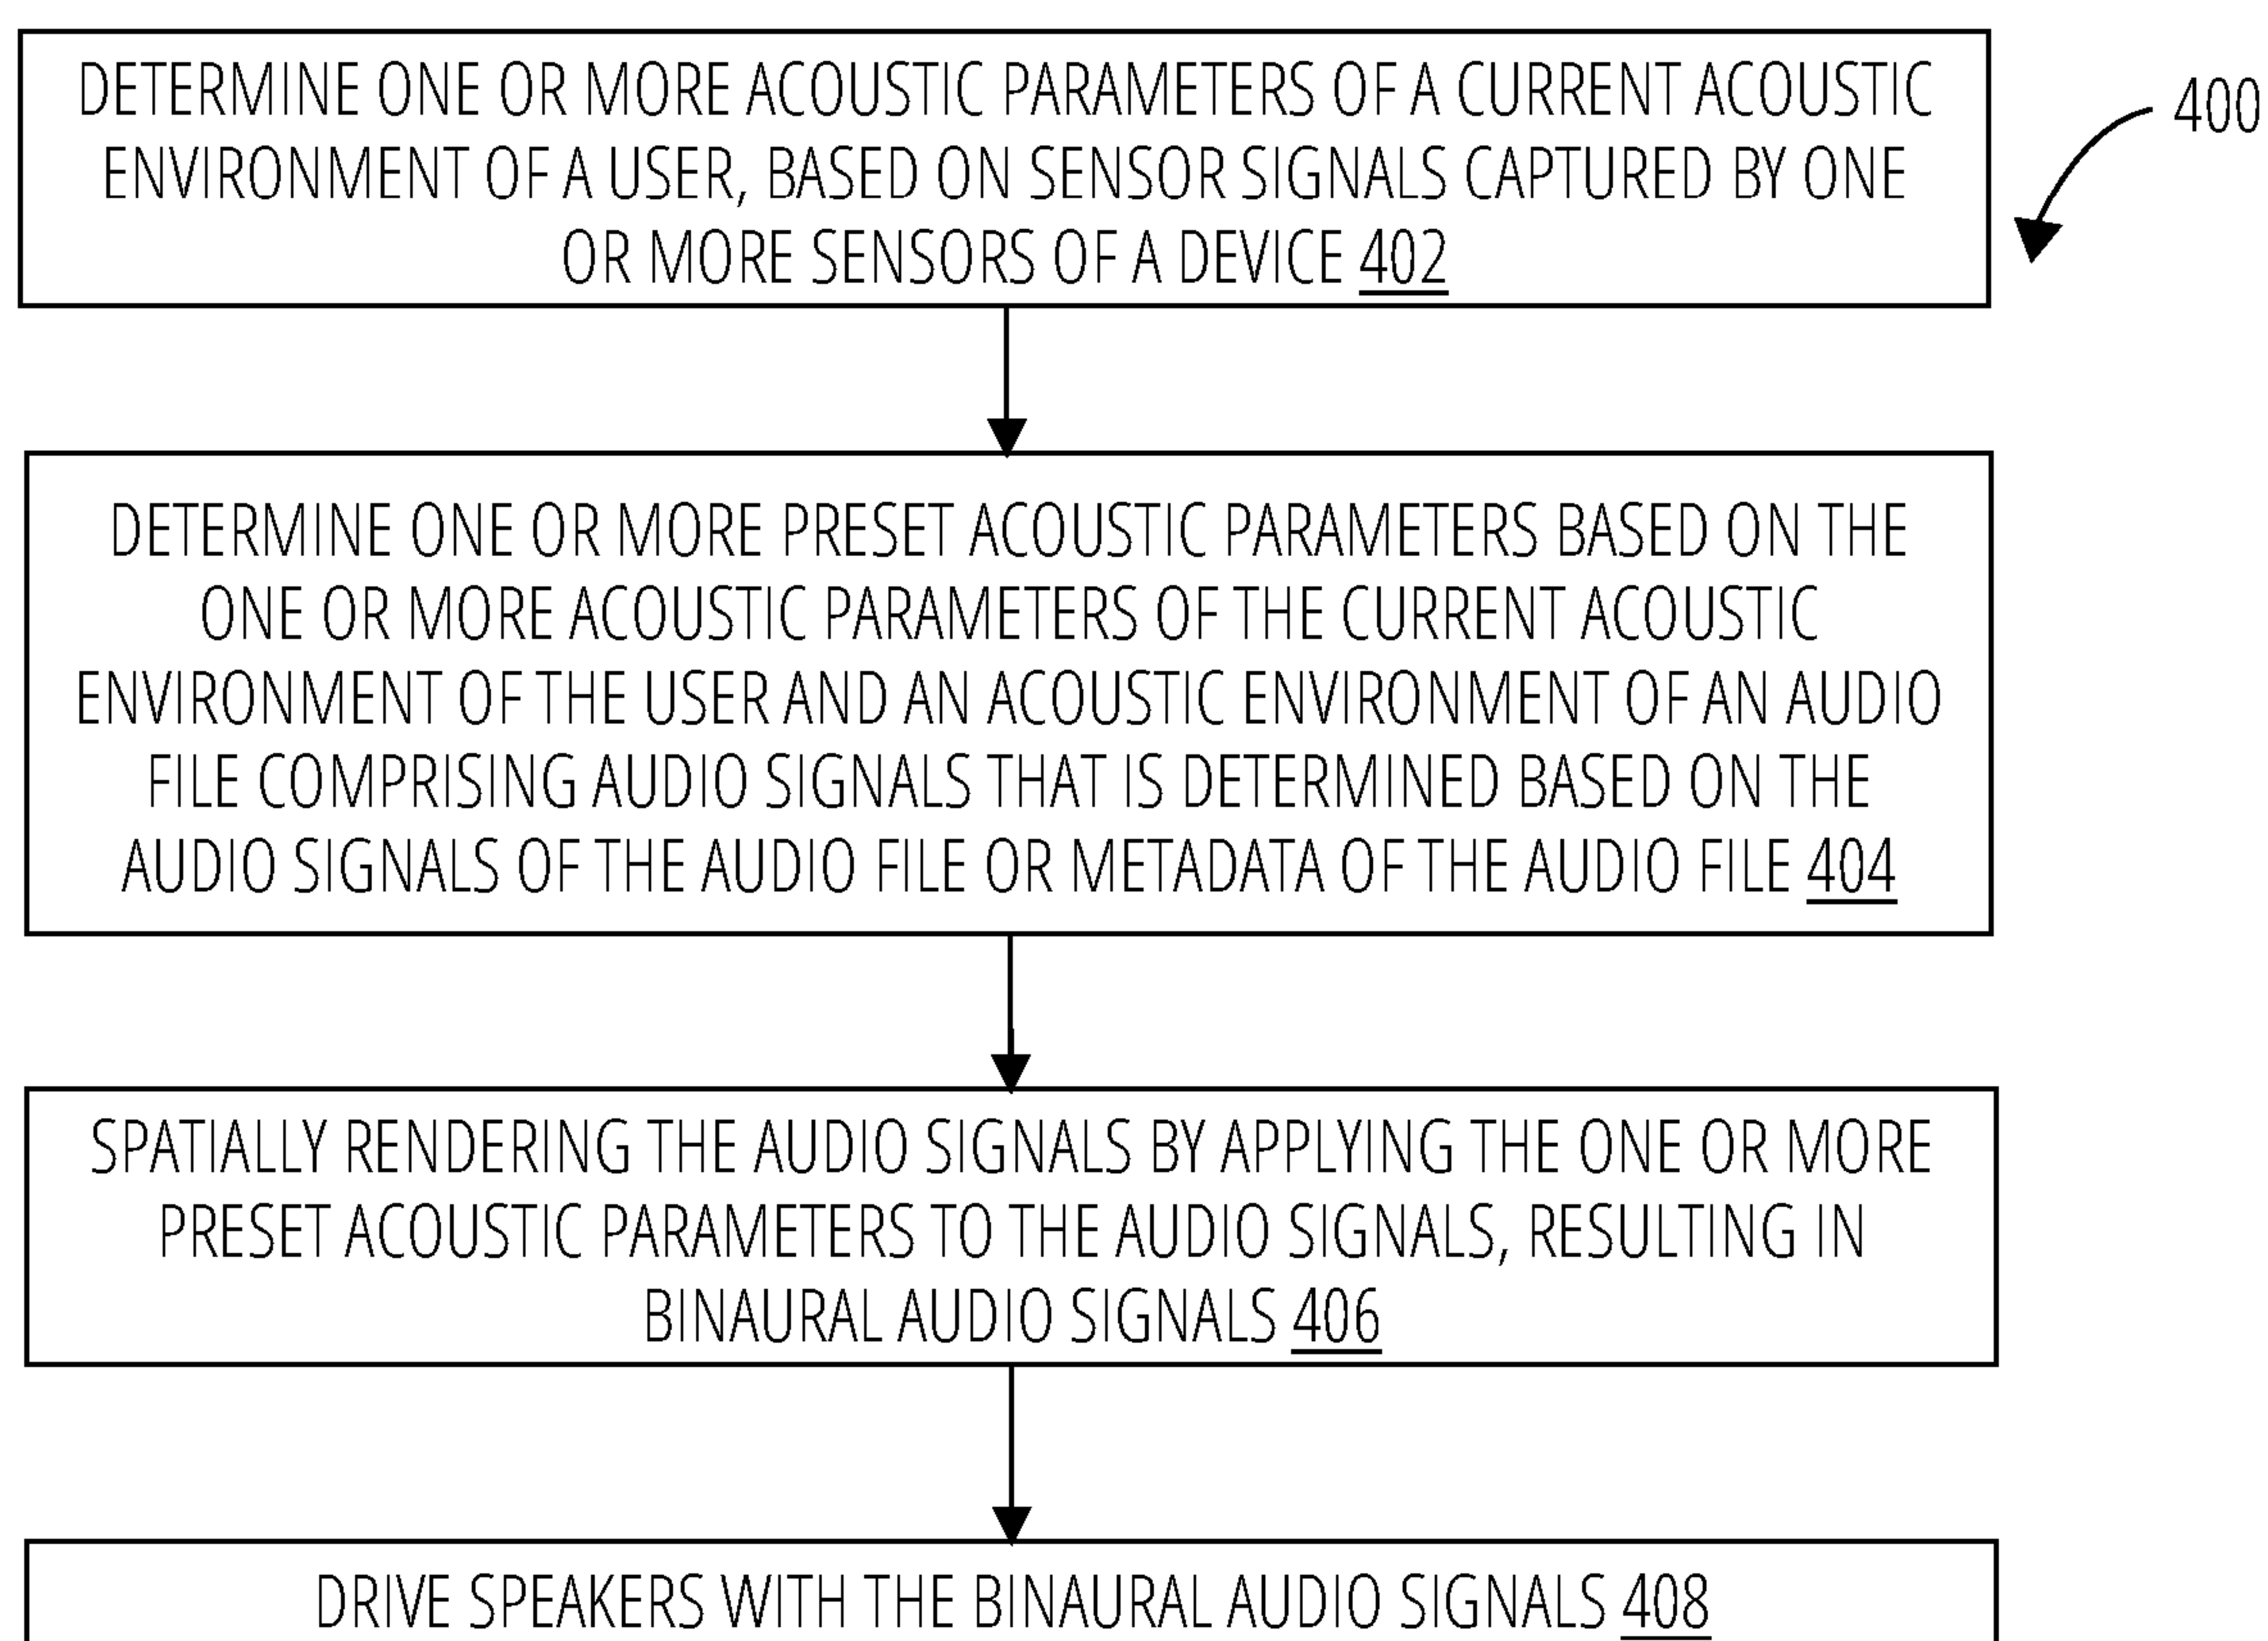 DETERMINE ONE OR MORE ACOUSTIC PARAMETERS OF A CURRENT ACOUSTIC
ENVIRONMENT OF A USER, BASED ON SENSOR SIGNALS CAPTURED BY ONE
OR MORE SENSORS OF A DEVICE 402
400
DETERMINE ONE OR MORE PRESET ACOUSTIC PARAMETERS BASED ON THE
ONE OR MORE ACOUSTIC PARAMETERS OF THE CURRENT ACOUSTIC
ENVIRONMENT OF THE USER AND AN ACOUSTIC ENVIRONMENT OF AN AUDIO
FILE COMPRISING AUDIO SIGNALS THAT IS DETERMINED BASED ON THE
AUDIO SIGNALS OF THE AUDIO FILE OR METADATA OF THE AUDIO FILE 404
SPATIALLY RENDERING THE AUDIO SIGNALS BY APPLYING THE ONE OR MORE
PRESET ACOUSTIC PARAMETERS TO THE AUDIO SIGNALS, RESULTING IN
BINAURAL AUDIO SIGNALS 406
DRIVE SPEAKERS WITH THE BINAURAL AUDIO SIGNALS 408